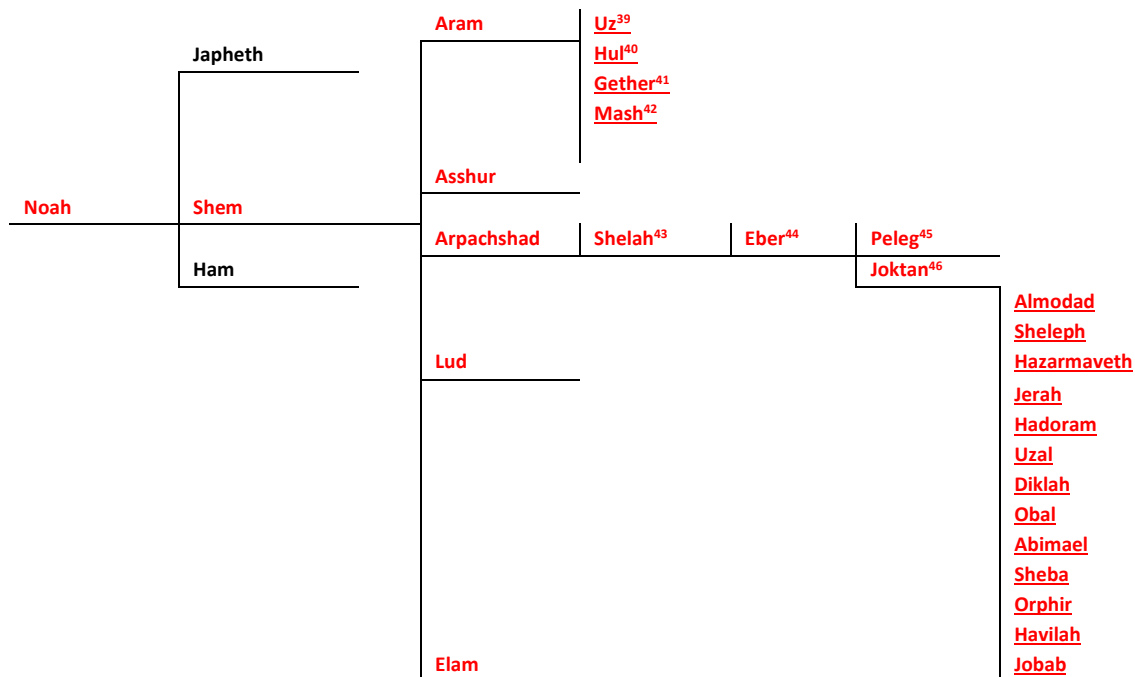 Aram Uz³⁹
Japheth Hul⁴⁰
Gether⁴¹
Mash⁴²
Asshur
Noah Shem
Arpachshad Shelah⁴³ Eber⁴⁴ Peleg⁴⁵
Ham Joktan⁴⁶
Almodad
Sheleph
Lud Hazarmaveth
Jerah
Hadoram
Uzal
Diklah
Obal
Abimael
Sheba
Orphir
Havilah
Elam Jobab